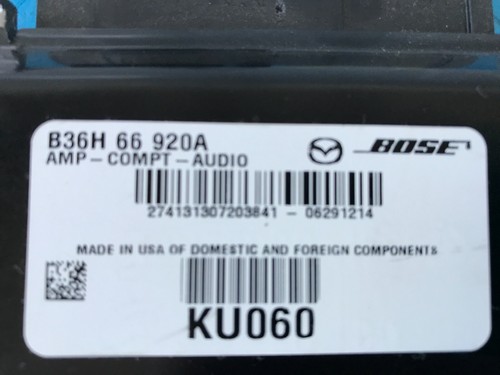 B36H 66 920A
AMP-COMPT-AUDIO
BOSE
274131307203841 - 06291214
MADE IN USA OF DOMESTIC AND FOREIGN COMPONENTS
KU060